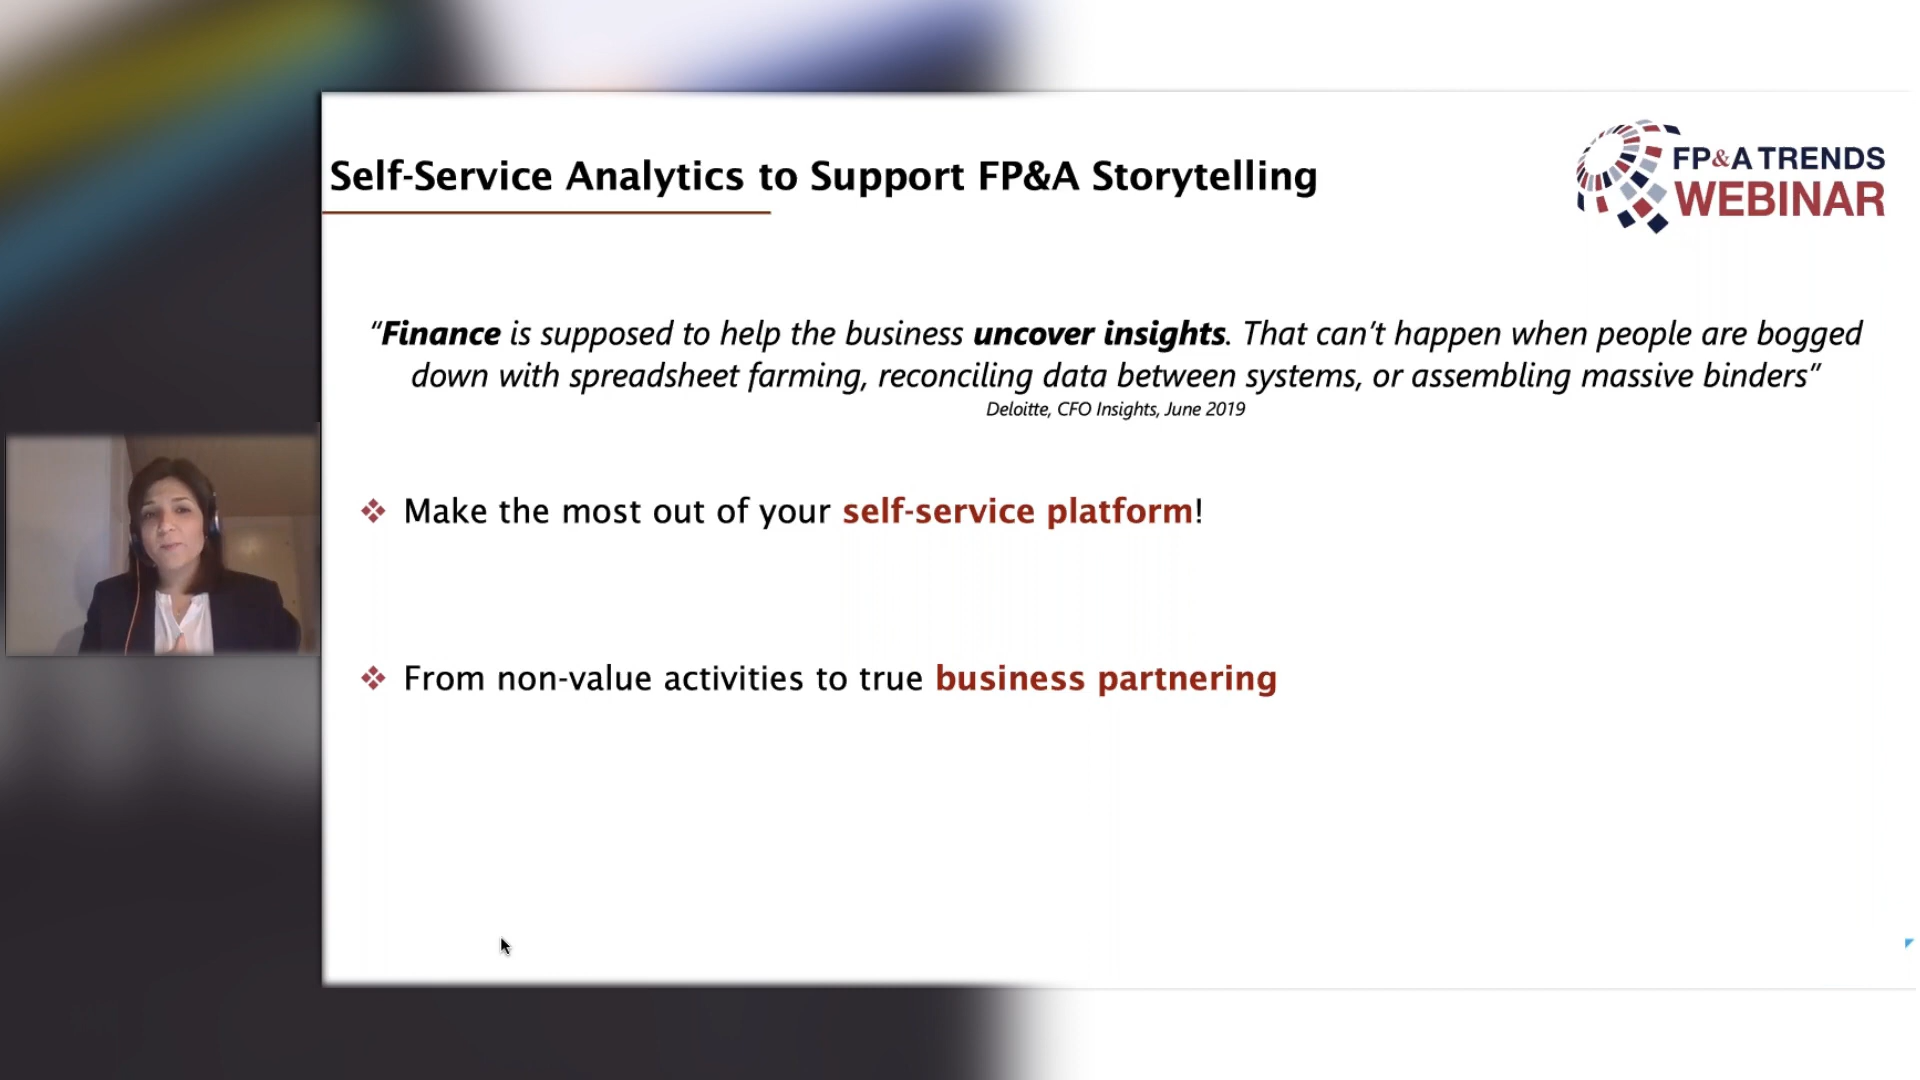 Self-Service Analytics to Support FP&A Storytelling
FP&A TRENDS
WEBINAR
“Finance is supposed to help the business uncover insights. That can’t happen when people are bogged
down with spreadsheet farming, reconciling data between systems, or assembling massive binders”
Deloitte, CFO Insights, June 2019
❖ Make the most out of your self-service platform!
❖ From non-value activities to true business partnering